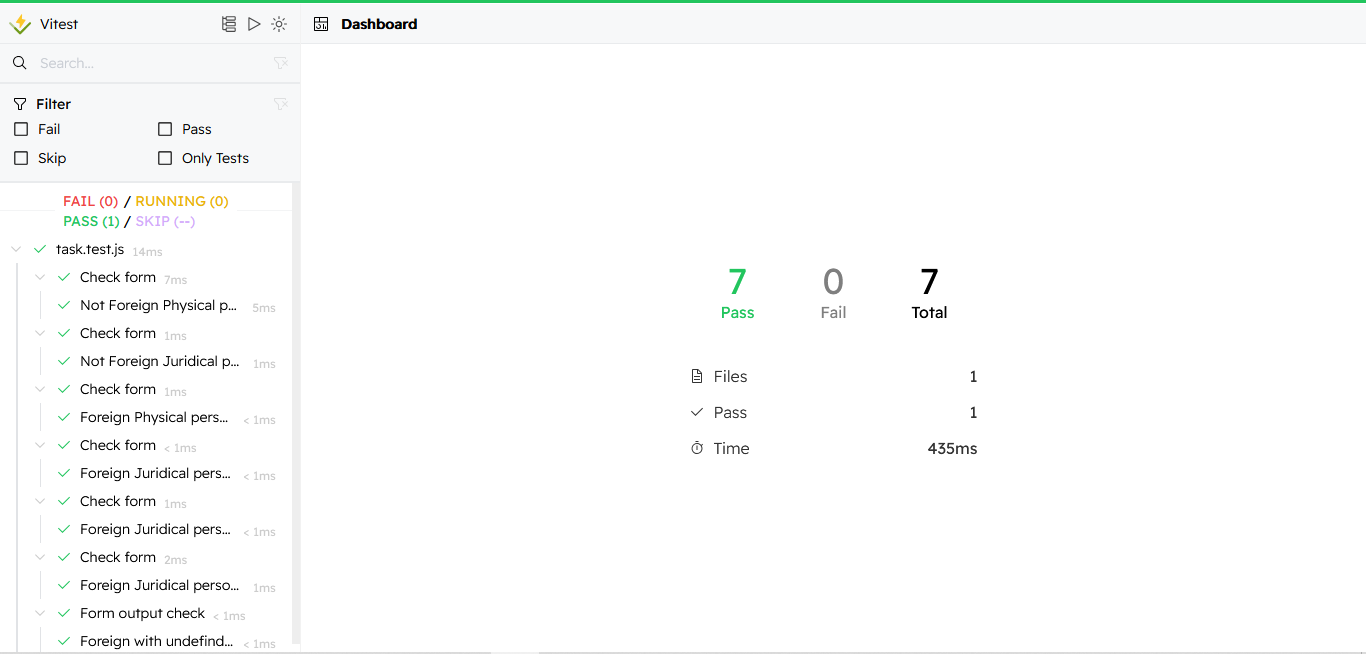 Vitest
Dashboard
Search...
Filter
Fail
Pass
Skip
Only Tests
FAIL (0) / RUNNING (0)
PASS (1) / SKIP (--)
task.test.js 14ms
Check form 7ms
Not Foreign Physical p... 5ms
Check form 1ms
Not Foreign Juridical p... 1ms
Check form 1ms
Foreign Physical pers... < 1ms
Check form < 1ms
Foreign Juridical pers... < 1ms
Check form 1ms
Foreign Juridical pers... < 1ms
Check form 2ms
Foreign Juridical perso... 1ms
Form output check < 1ms
Foreign with undefind... < 1ms
7 0 7
Pass Fail Total
Files 1
Pass 1
Time 435ms